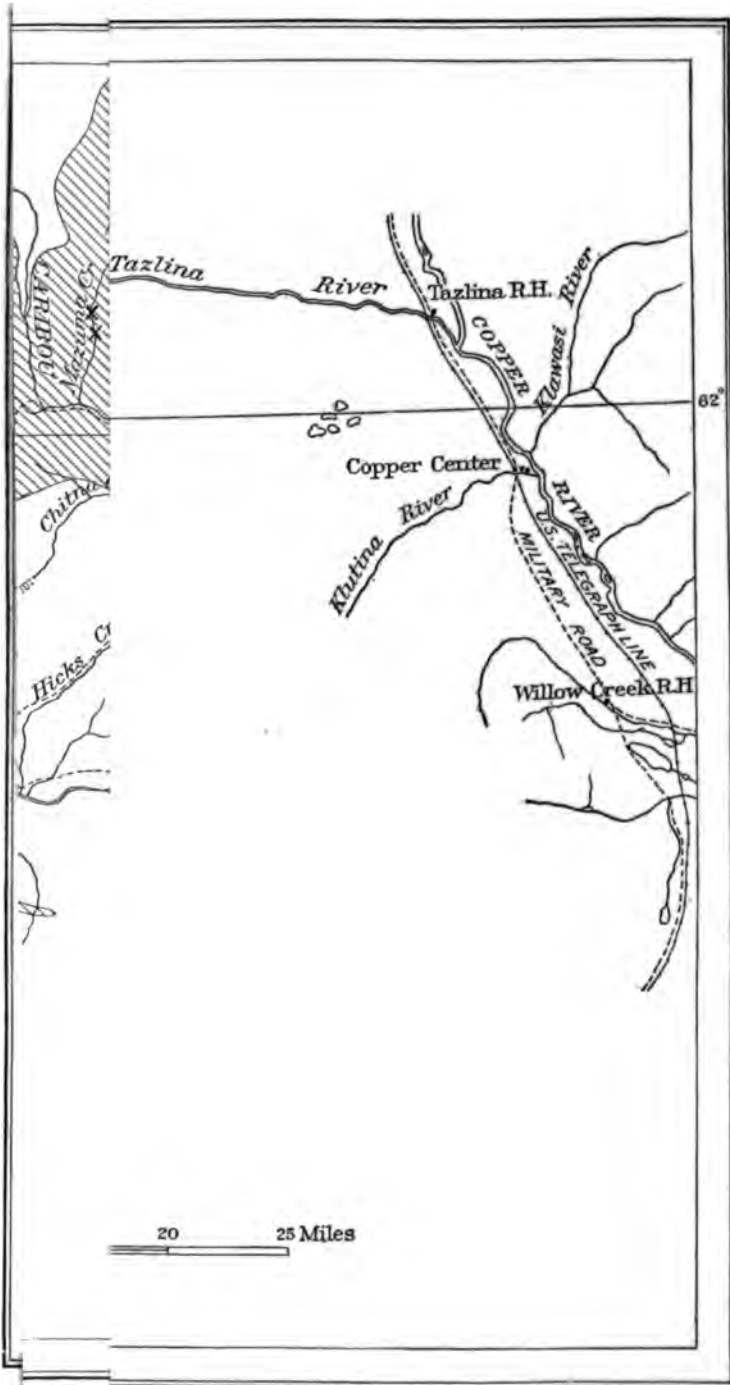 Tazlina
River
Tazlina R.H.
COPPER
RIVER
Klawasi River
CARIBOU
Mazuma Cr.
62°
Copper Center
Klutina River
Chitna
U.S. TELEGRAPH LINE
MILITARY ROAD
Hicks
Willow Creek R.H
20
25 Miles